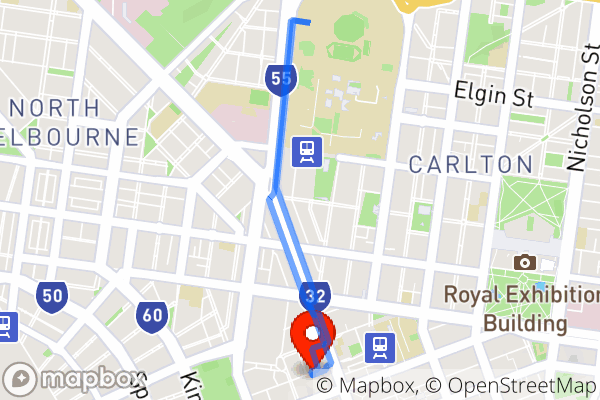 55
Elgin St
Nicholson St
NORTH
ELBOURNE
CARLTON
32
50
60
Royal Exhibition
Building
mapbox
© Mapbox, © OpenStreetMap